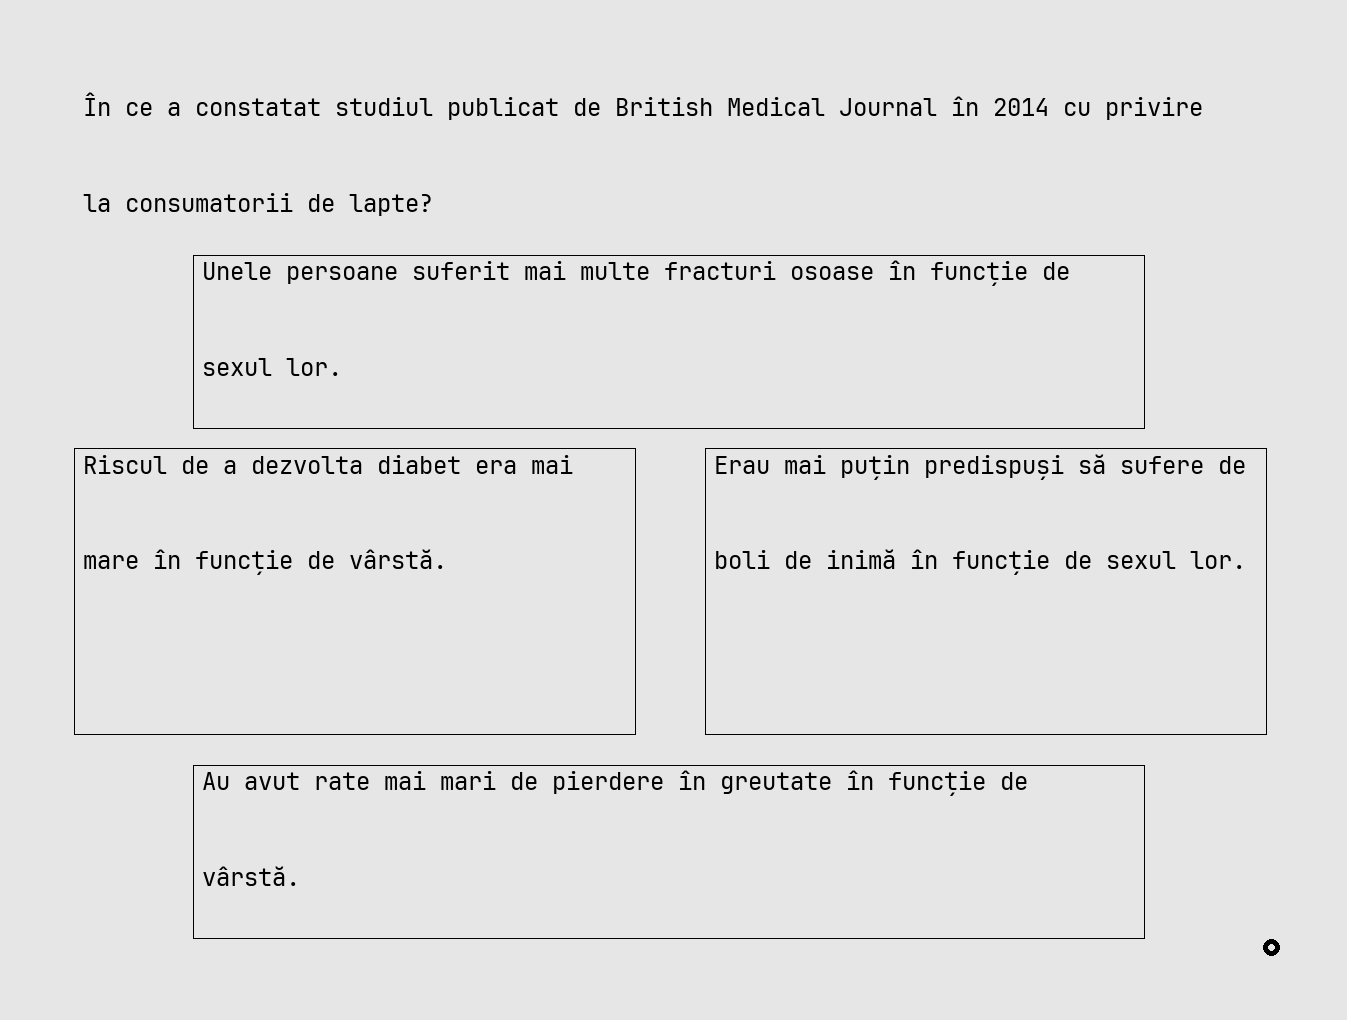 În ce a constatat studiul publicat de British Medical Journal în 2014 cu privire
la consumatorii de lapte?
Unele persoane suferit mai multe fracturi osoase în funcție de
sexul lor.
Riscul de a dezvolta diabet era mai
mare în funcție de vârstă.
Erau mai puțin predispuși să sufere de
boli de inimă în funcție de sexul lor.
Au avut rate mai mari de pierdere în greutate în funcție de
vârstă.